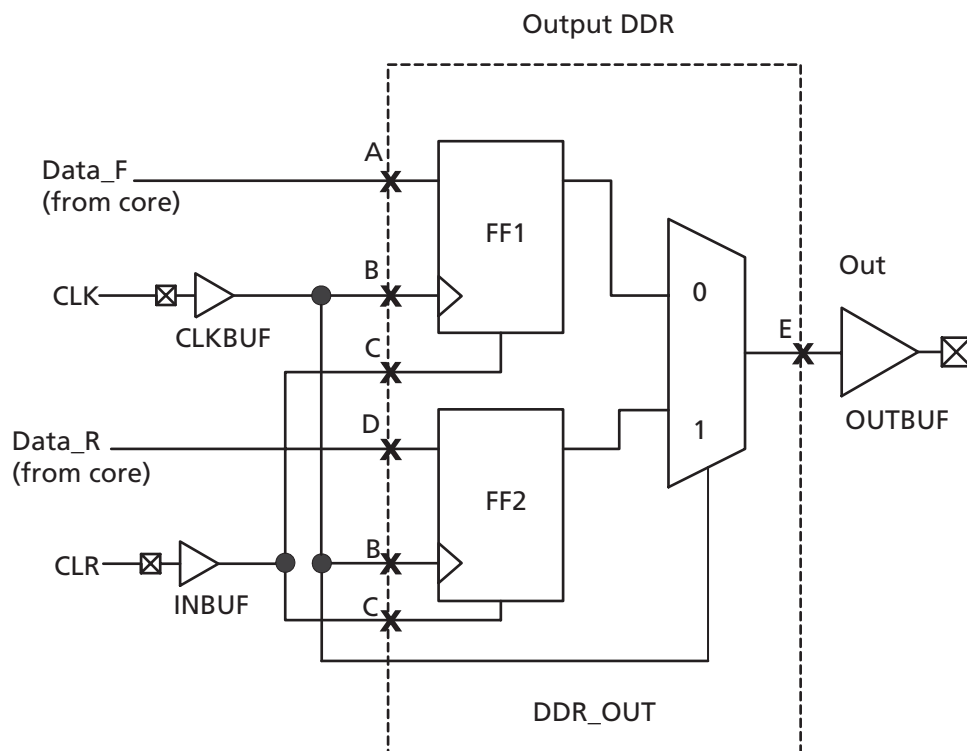 Output DDR
A
Data_F
(from core)
FF1
B
CLK
CLKBUF
0
Out
C
E
D
Data_R
(from core)
1
OUTBUF
FF2
B
CLR
INBUF
C
DDR_OUT